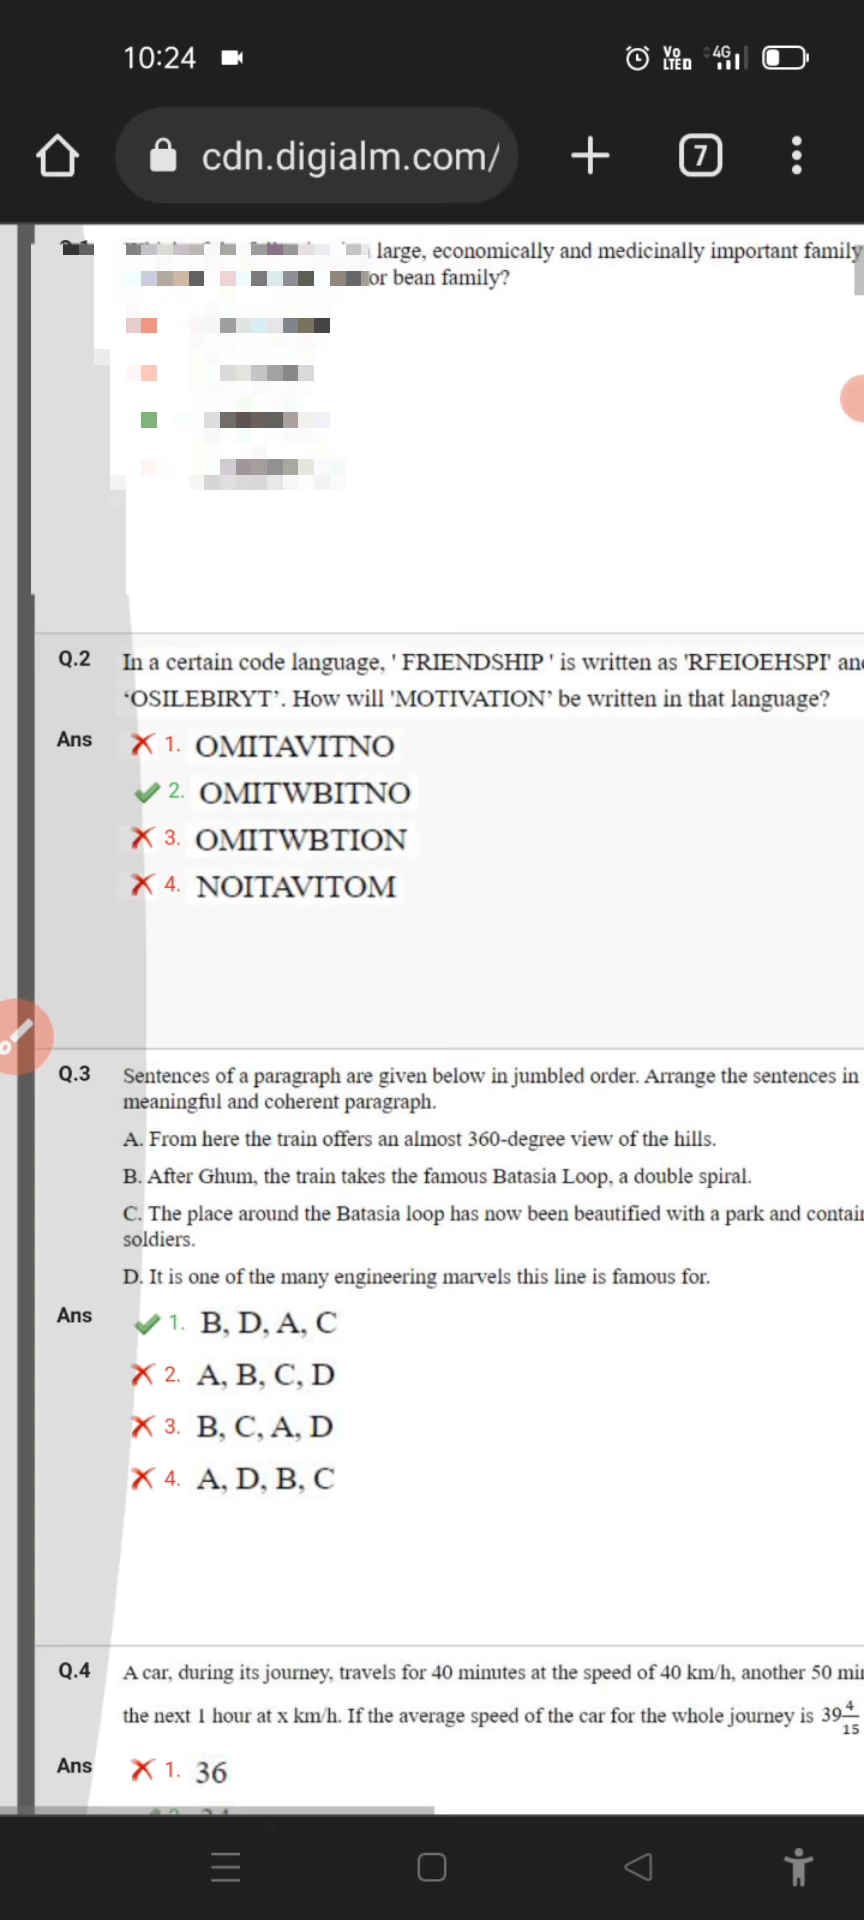 10:24 Vo LTED 4G
cdn.digialm.com/ 7
large, economically and medicinally important family
or bean family?
Q.2 In a certain code language, ' FRIENDSHIP ' is written as 'RFEIOEHSPI' and
‘OSILEBIRYT’. How will 'MOTIVATION’ be written in that language?
Ans 1. OMITAVITNO
2. OMITWBITNO
3. OMITWBTION
4. NOITAVITOM
Q.3 Sentences of a paragraph are given below in jumbled order. Arrange the sentences in
meaningful and coherent paragraph.
A. From here the train offers an almost 360-degree view of the hills.
B. After Ghum, the train takes the famous Batasia Loop, a double spiral.
C. The place around the Batasia loop has now been beautified with a park and contain
soldiers.
D. It is one of the many engineering marvels this line is famous for.
Ans 1. B, D, A, C
2. A, B, C, D
3. B, C, A, D
4. A, D, B, C
Q.4 A car, during its journey, travels for 40 minutes at the speed of 40 km/h, another 50 min
the next 1 hour at x km/h. If the average speed of the car for the whole journey is 39 4/15
Ans 1. 36